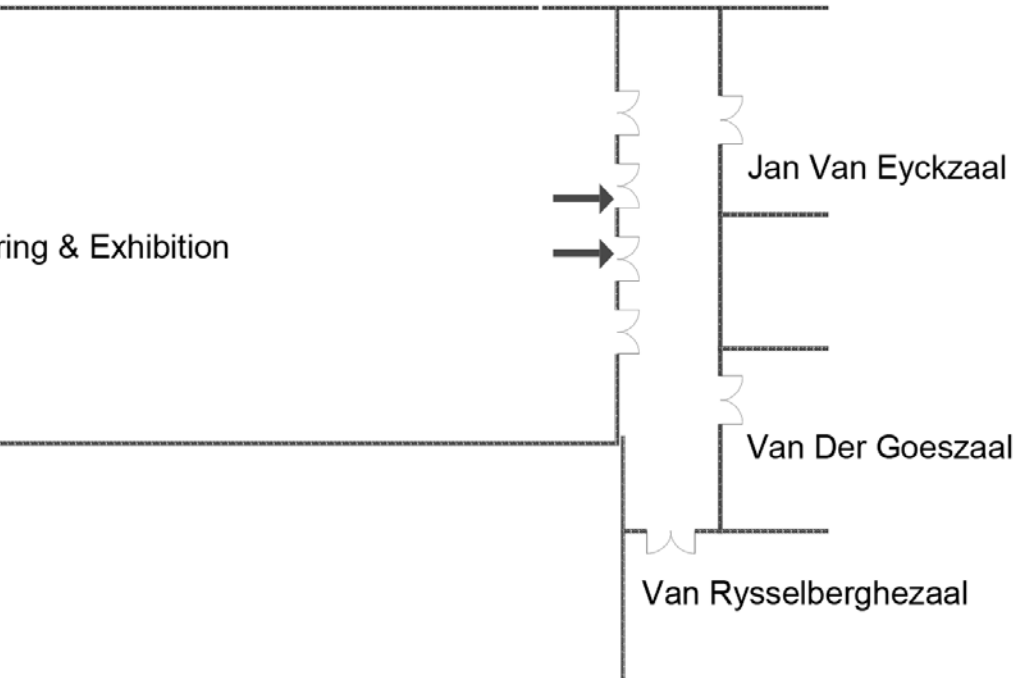 Jan Van Eyckzaal
ring & Exhibition
Van Der Goeszaal
Van Rysselberghezaal